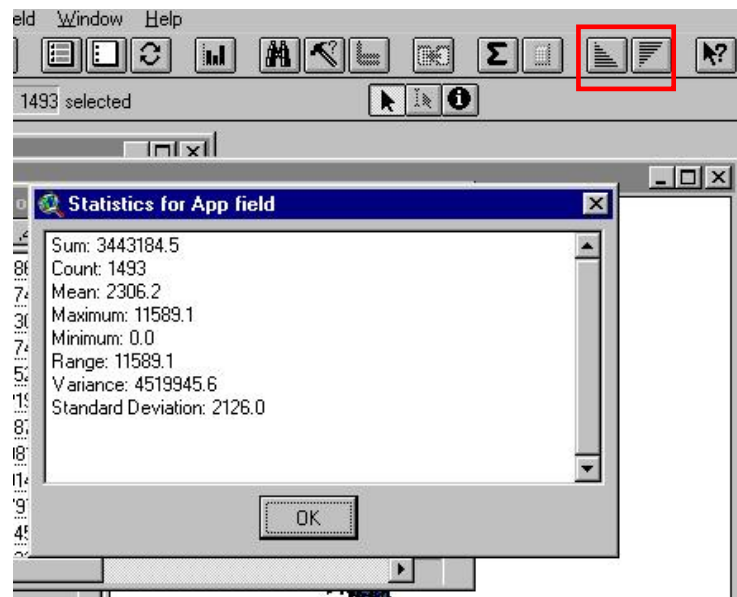 eld Window Help
Σ
?
1493 selected
Statistics for App field
Sum: 3443184.5
Count: 1493
Mean: 2306.2
Maximum: 11589.1
Minimum: 0.0
Range: 11589.1
Variance: 4519945.6
Standard Deviation: 2126.0
OK